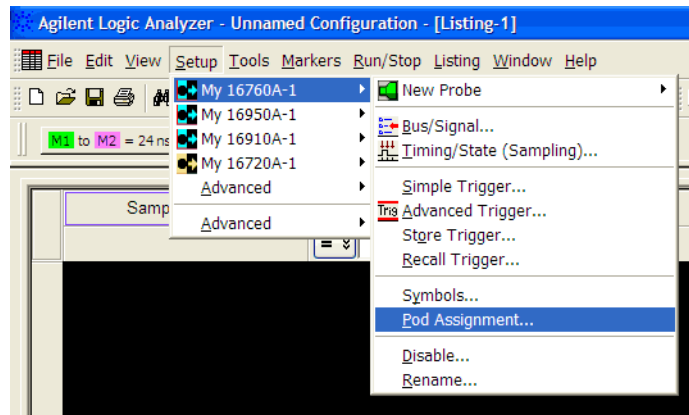 Agilent Logic Analyzer - Unnamed Configuration - [Listing-1]
File Edit View Setup Tools Markers Run/Stop Listing Window Help
My 16760A-1
My 16950A-1
My 16910A-1
My 16720A-1
Advanced
Advanced
New Probe
Bus/Signal...
Timing/State (Sampling)...
Simple Trigger...
Trig Advanced Trigger...
Store Trigger...
Recall Trigger...
Symbols...
Pod Assignment...
Disable...
Rename...
M1 to M2 = 24 ns
Samp
=